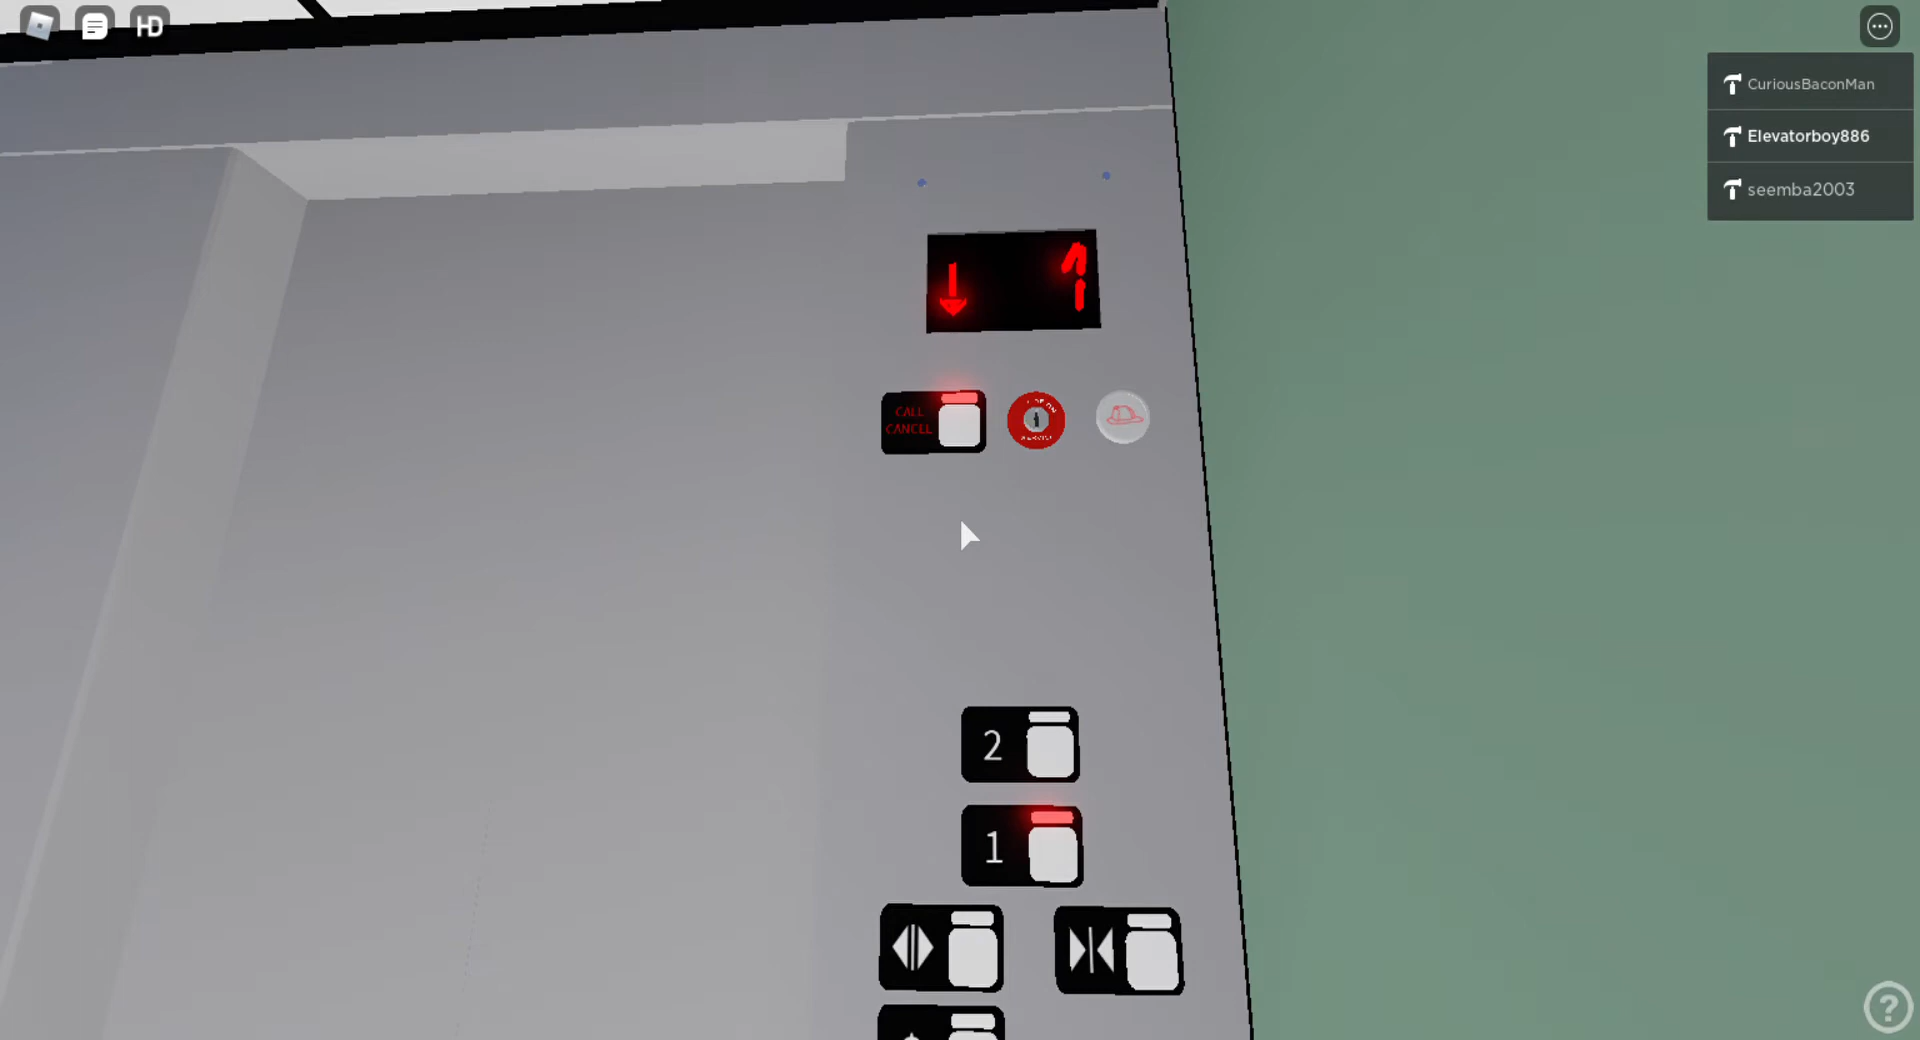 HD
CuriousBaconMan
Elevatorboy886
seemba2003
1
CALL
CANCEL
2
1
?